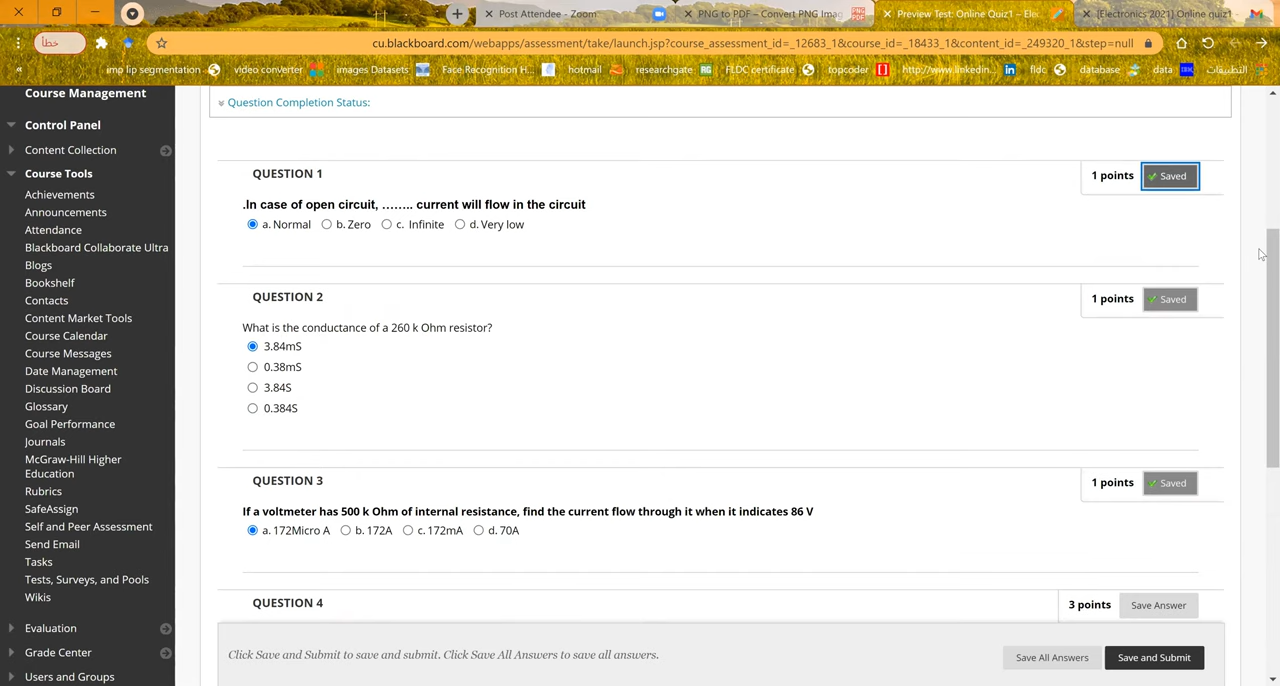 Post Attendee - Zoom
PNG to PDF – Convert PNG Imag
Preview Test: Online Quiz1 – Elec
[Electronics 2021] Online quiz1 -
خطأ
cu.blackboard.com/webapps/assessment/take/launch.jsp?course_assessment_id=_12683_1&course_id=_18433_1&content_id=_249320_1&step=null
imp lip segmentation video converter images Datasets Face Recognition H... hotmail researchgate FLDC certificate topcoder http://www.linkedin... fldc database data التطبيقات
Course Management
Control Panel
Content Collection
Course Tools
Achievements
Announcements
Attendance
Blackboard Collaborate Ultra
Blogs
Bookshelf
Contacts
Content Market Tools
Course Calendar
Course Messages
Date Management
Discussion Board
Glossary
Goal Performance
Journals
McGraw-Hill Higher
Education
Rubrics
SafeAssign
Self and Peer Assessment
Send Email
Tasks
Tests, Surveys, and Pools
Wikis
Evaluation
Grade Center
Users and Groups
Question Completion Status:
QUESTION 1
1 points Saved
.In case of open circuit, …….. current will flow in the circuit
a. Normal b. Zero c. Infinite d. Very low
QUESTION 2
1 points Saved
What is the conductance of a 260 k Ohm resistor?
3.84mS
0.38mS
3.84S
0.384S
QUESTION 3
1 points Saved
If a voltmeter has 500 k Ohm of internal resistance, find the current flow through it when it indicates 86 V
a. 172Micro A b. 172A c. 172mA d. 70A
QUESTION 4
3 points Save Answer
Click Save and Submit to save and submit. Click Save All Answers to save all answers.
Save All Answers Save and Submit